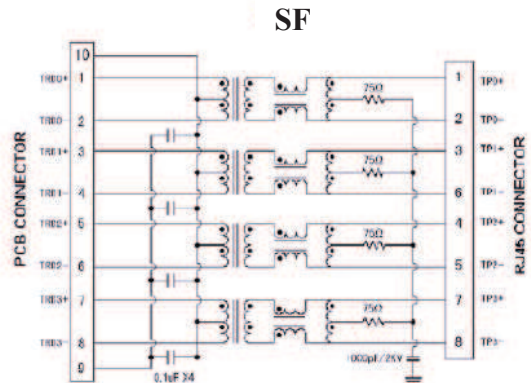 SF
PCB CONNECTOR
10
TRD0+ 1
TRD0- 2
TRD1+ 3
TRD1- 4
TRD2+ 5
TRD2- 6
TRD3+ 7
TRD3- 8
9
0.1uF X4
75Ω
75Ω
75Ω
75Ω
1000pF/2KV
1 TP0+
2 TP0-
3 TP1+
6 TP1-
4 TP2+
5 TP2-
7 TP3+
8 TP3-
RJ45 CONNECTOR